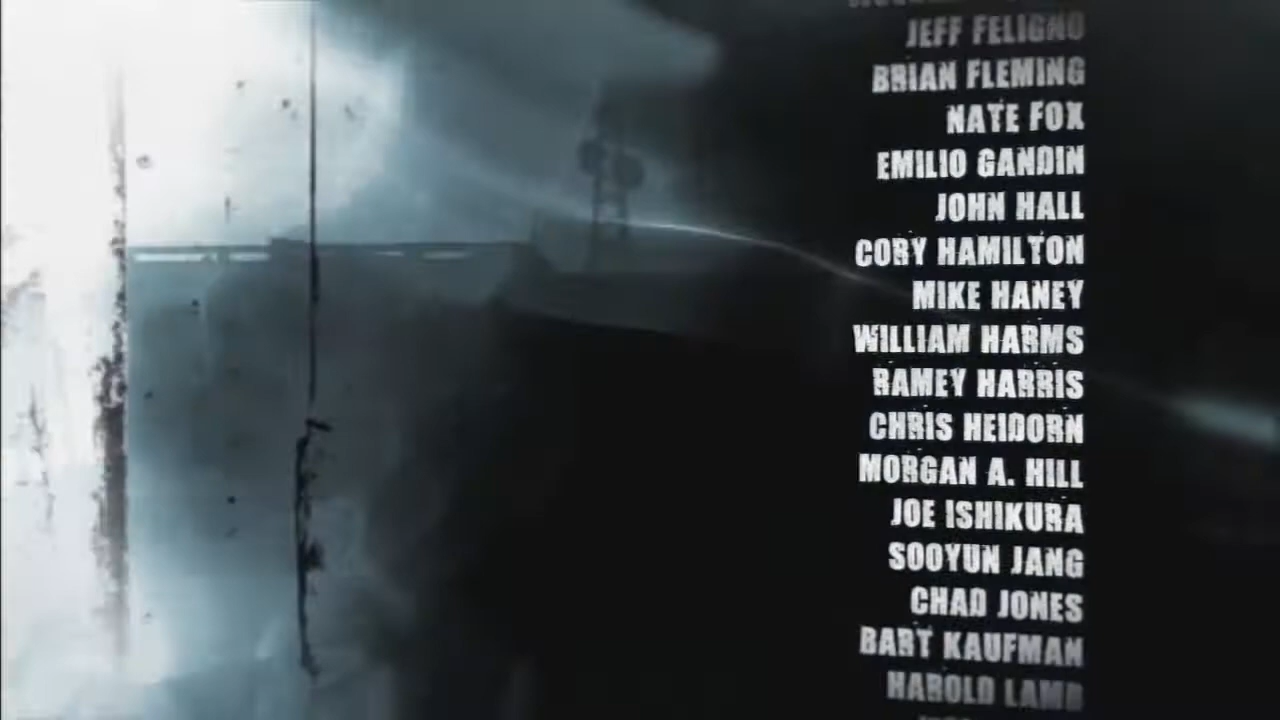 JEFF FELIGNO
BRIAN FLEMING
NATE FOX
EMILIO GANDIN
JOHN HALL
CORY HAMILTON
MIKE HANEY
WILLIAM HARMS
RAMEY HARRIS
CHRIS HEIDORN
MORGAN A. HILL
JOE ISHIKURA
SOOYUN JANG
CHAD JONES
BART KAUFMAN
HAROLD LAMB